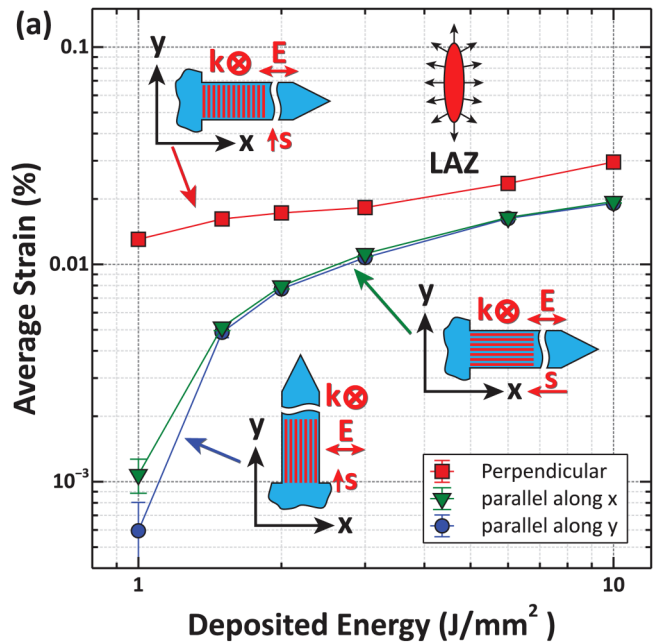 (a)
0.1
0.01
10⁻³
1
10
Average Strain (%)
Deposited Energy (J/mm²)
y
k⊗
E
x
s
LAZ
k⊗
E
y
x
s
k⊗
E
y
s
x
Perpendicular
parallel along x
parallel along y